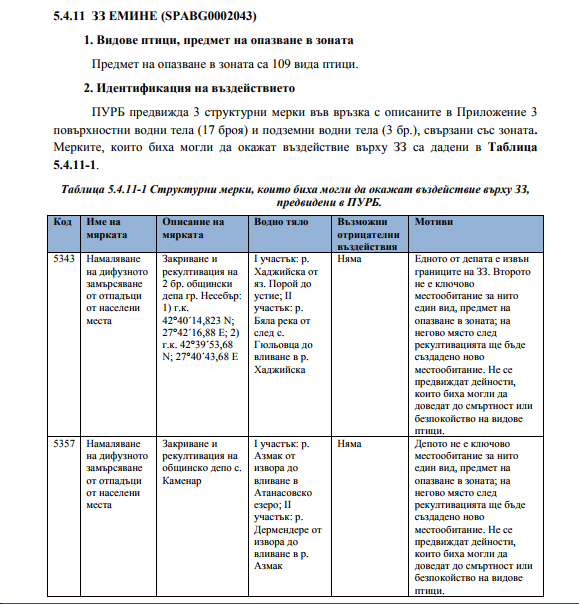 5.4.11 ЗЗ ЕМИНЕ (SPABG0002043)
1. Видове птици, предмет на опазване в зоната
Предмет на опазване в зоната са 109 вида птици.
2. Идентификация на въздействието
ПУРБ предвижда 3 структурни мерки във връзка с описаните в Приложение 3
повърхностни водни тела (17 броя) и подземни водни тела (3 бр.), свързани със зоната.
Мерките, които биха могли да окажат въздействие върху ЗЗ са дадени в Таблица
5.4.11-1.
Таблица 5.4.11-1 Структурни мерки, които биха могли да окажат въздействие върху ЗЗ,
предвидени в ПУРБ.
Код
Име на
мярката
Описание на
мярката
Водно тяло
Възможни
отрицателни
въздействия
Мотиви
5343
Намаляване
на дифузното
замърсяване
от отпадъци
от населени
места
Закриване и
рекултивация на
2 бр. общински
депа гр. Несебър:
1) г.к.
42°40´14,823 N;
27°42´16,88 E; 2)
г.к. 42°39´53,68
N; 27°40´43,68 E
I участък: р.
Хаджийска от
яз. Порой до
устие; II
участък: р.
Бяла река от
след с.
Гюльовца до
вливане в р.
Хаджийска
Няма
Едното от депата е извън
границите на ЗЗ. Второто
не е ключово
местообитание за нито
един вид, предмет на
опазване в зоната; на
негово място след
рекултивацията ще бъде
създадено ново
местообитание. Не се
предвиждат дейности,
които биха могли да
доведат до смъртност или
безпокойство на видове
птици.
5357
Намаляване
на дифузното
замърсяване
от отпадъци
от населени
места
Закриване и
рекултивация на
общинско депо с.
Каменар
I участък: р.
Азмак от
извора до
вливане в
Атанасовско
езеро; II
участък: р.
Дермендере от
извора до
вливане в р.
Азмак
Няма
Депото не е ключово
местообитание за нито
един вид, предмет на
опазване в зоната; на
негово място след
рекултивацията ще бъде
създадено ново
местообитание. Не се
предвиждат дейности,
които биха могли да
доведат до смъртност или
безпокойство на видове
птици.